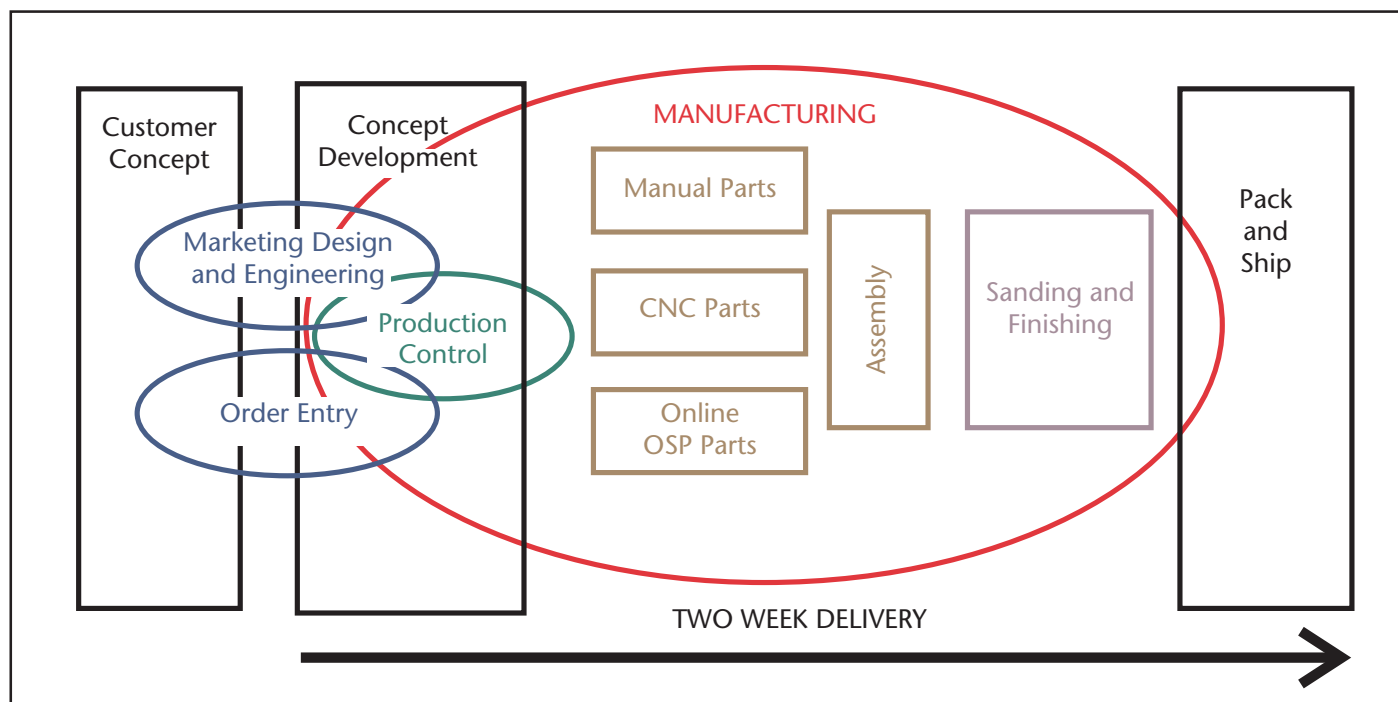 Customer
Concept
Concept
Development
MANUFACTURING
Manual Parts
CNC Parts
Online
OSP Parts
Assembly
Sanding and
Finishing
Pack
and
Ship
Marketing Design
and Engineering
Production
Control
Order Entry
TWO WEEK DELIVERY